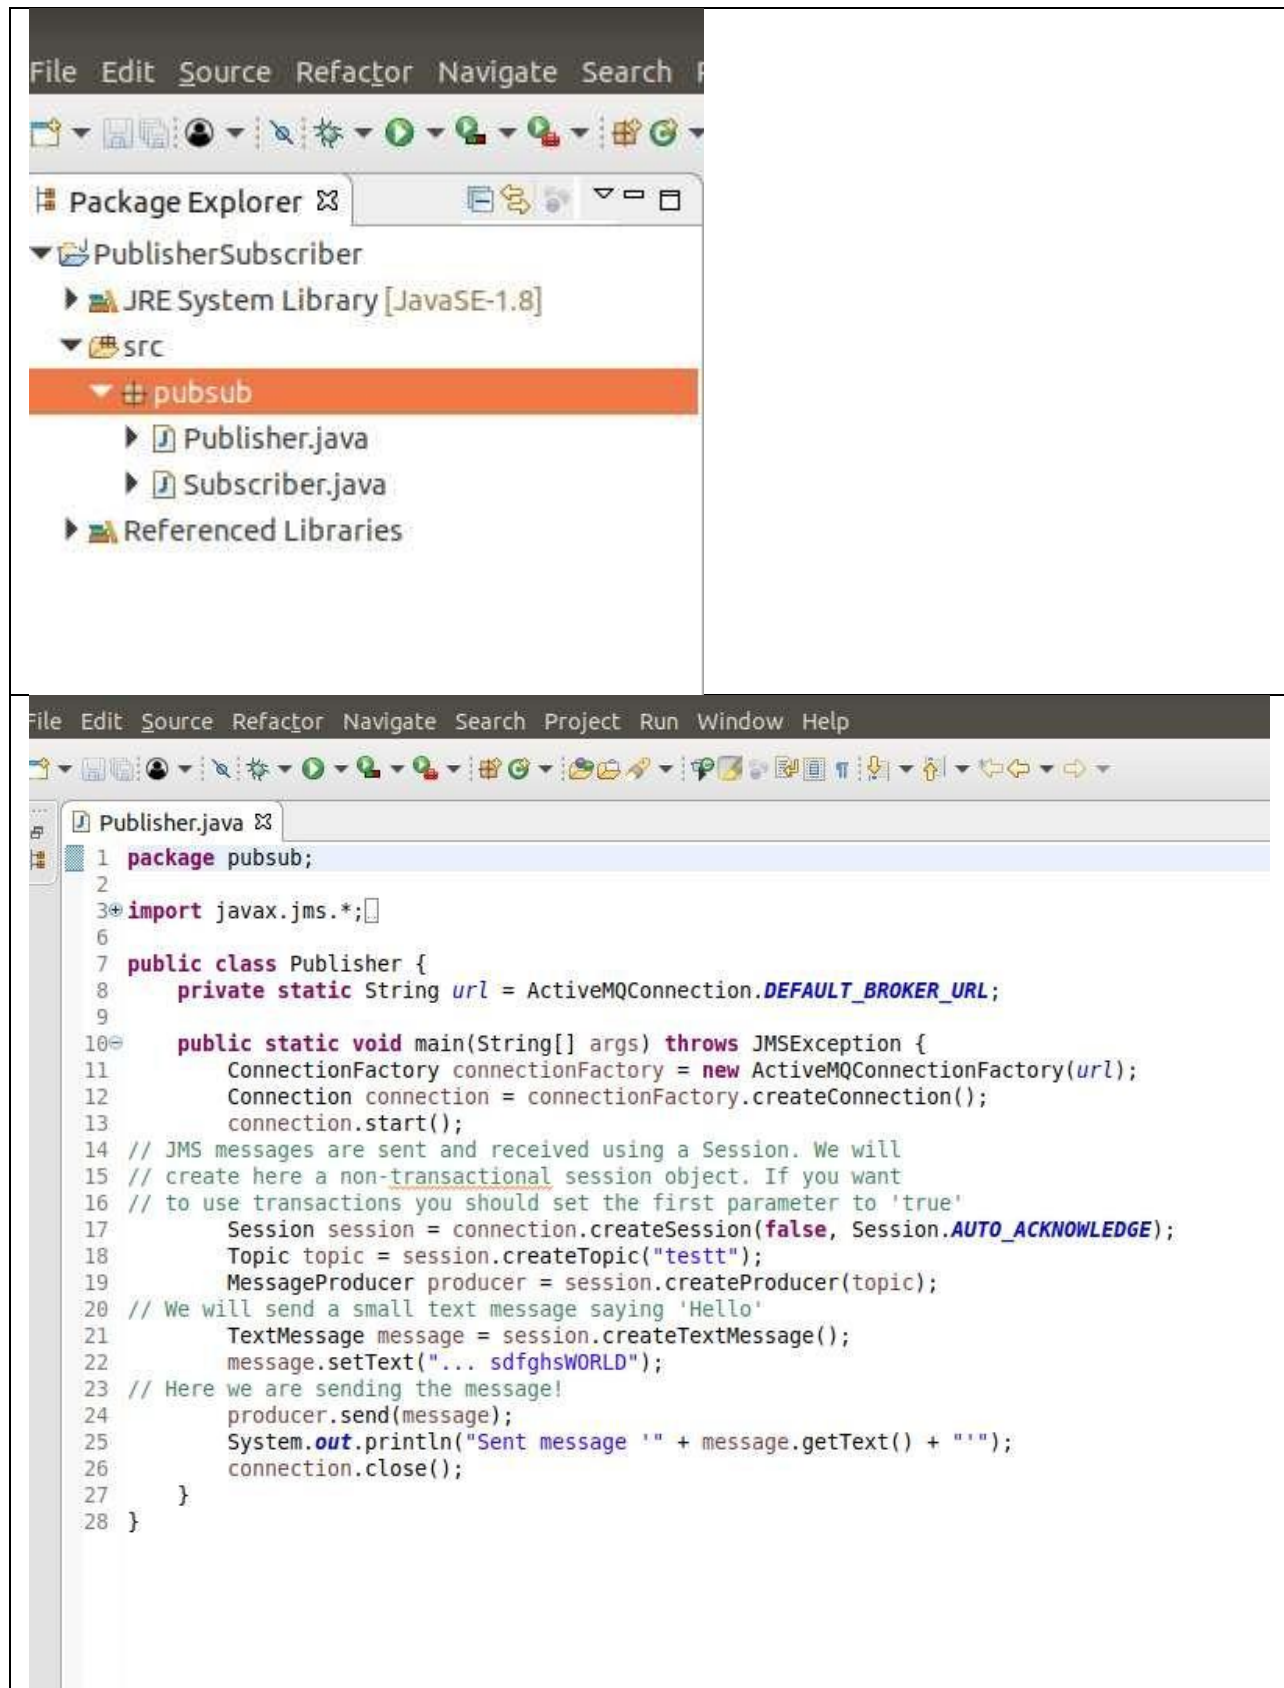 File Edit Source Refactor Navigate Search
Package Explorer
PublisherSubscriber
JRE System Library [JavaSE-1.8]
src
pubsub
Publisher.java
Subscriber.java
Referenced Libraries
File Edit Source Refactor Navigate Search Project Run Window Help
Publisher.java
1 package pubsub;
2
3 import javax.jms.*;
6
7 public class Publisher {
8 private static String url = ActiveMQConnection.DEFAULT_BROKER_URL;
9
10 public static void main(String[] args) throws JMSException {
11 ConnectionFactory connectionFactory = new ActiveMQConnectionFactory(url);
12 Connection connection = connectionFactory.createConnection();
13 connection.start();
14 // JMS messages are sent and received using a Session. We will
15 // create here a non-transactional session object. If you want
16 // to use transactions you should set the first parameter to 'true'
17 Session session = connection.createSession(false, Session.AUTO_ACKNOWLEDGE);
18 Topic topic = session.createTopic("testt");
19 MessageProducer producer = session.createProducer(topic);
20 // We will send a small text message saying 'Hello'
21 TextMessage message = session.createTextMessage();
22 message.setText("... sdfghsWORLD");
23 // Here we are sending the message!
24 producer.send(message);
25 System.out.println("Sent message '" + message.getText() + "'");
26 connection.close();
27 }
28 }